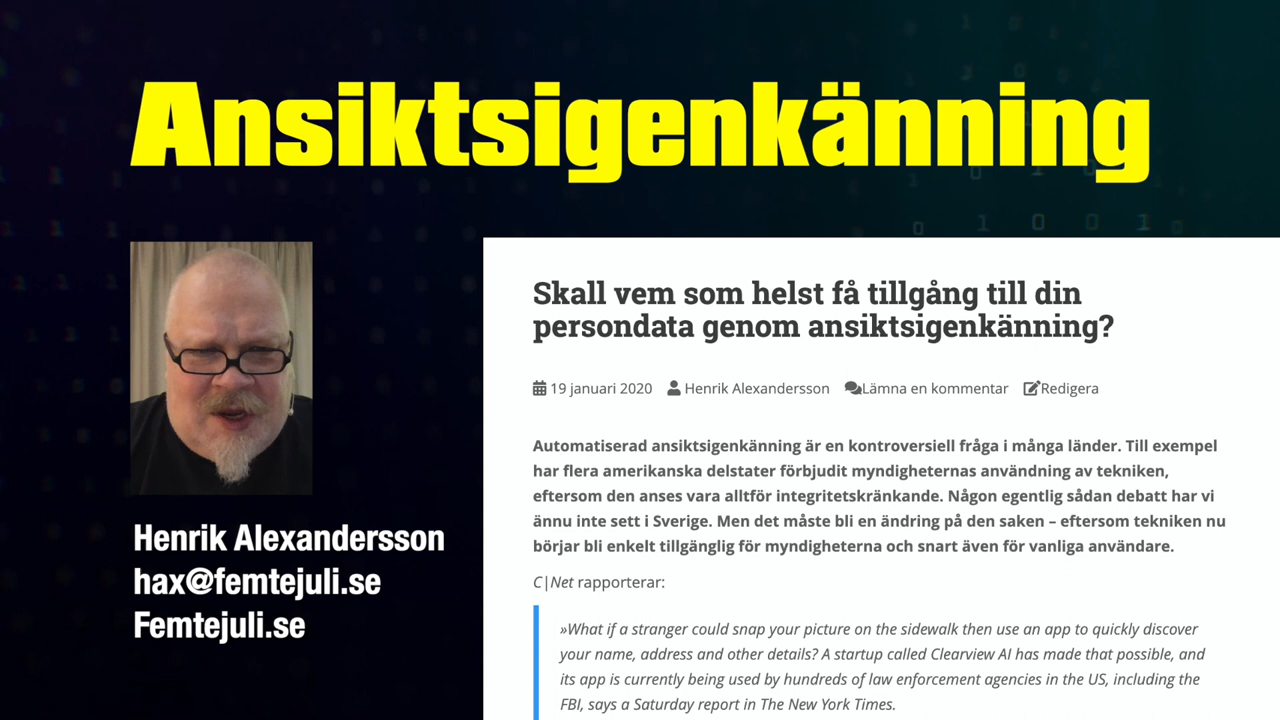 Ansiktsigenkänning
Henrik Alexandersson
hax@femtejuli.se
Femtejuli.se
Skall vem som helst få tillgång till din
persondata genom ansiktsigenkänning?
19 januari 2020 Henrik Alexandersson Lämna en kommentar Redigera
Automatiserad ansiktsigenkänning är en kontroversiell fråga i många länder. Till exempel
har flera amerikanska delstater förbjudit myndigheternas användning av tekniken,
eftersom den anses vara alltför integritetskränkande. Någon egentlig sådan debatt har vi
ännu inte sett i Sverige. Men det måste bli en ändring på den saken – eftersom tekniken nu
börjar bli enkelt tillgänglig för myndigheterna och snart även för vanliga användare.
C|Net rapporterar:
»What if a stranger could snap your picture on the sidewalk then use an app to quickly discover
your name, address and other details? A startup called Clearview AI has made that possible, and
its app is currently being used by hundreds of law enforcement agencies in the US, including the
FBI, says a Saturday report in The New York Times.